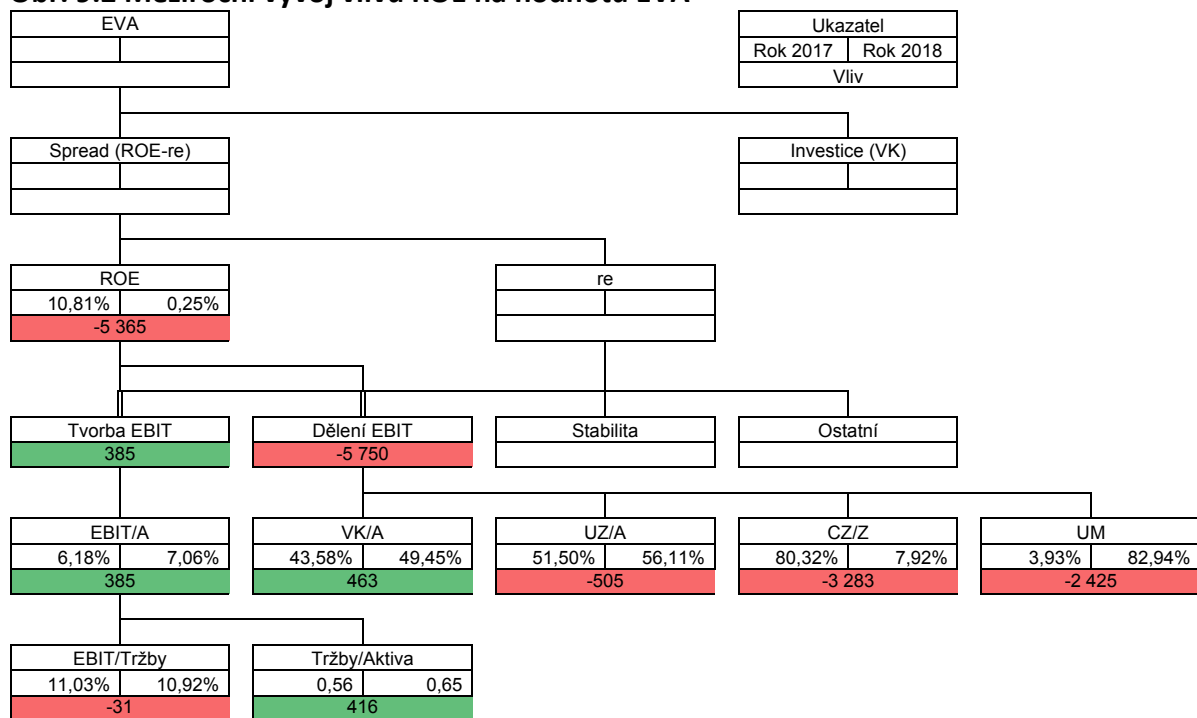 EVA
Ukazatel
Rok 2017 Rok 2018
Vliv
Spread (ROE-re)
Investice (VK)
ROE
re
10,81% 0,25%
-5 365
Tvorba EBIT
Dělení EBIT
Stabilita
Ostatní
385
-5 750
EBIT/A
VK/A
UZ/A
CZ/Z
UM
6,18% 7,06%
43,58% 49,45%
51,50% 56,11%
80,32% 7,92%
3,93% 82,94%
385
463
-505
-3 283
-2 425
EBIT/Tržby
Tržby/Aktiva
11,03% 10,92%
0,56 0,65
-31
416